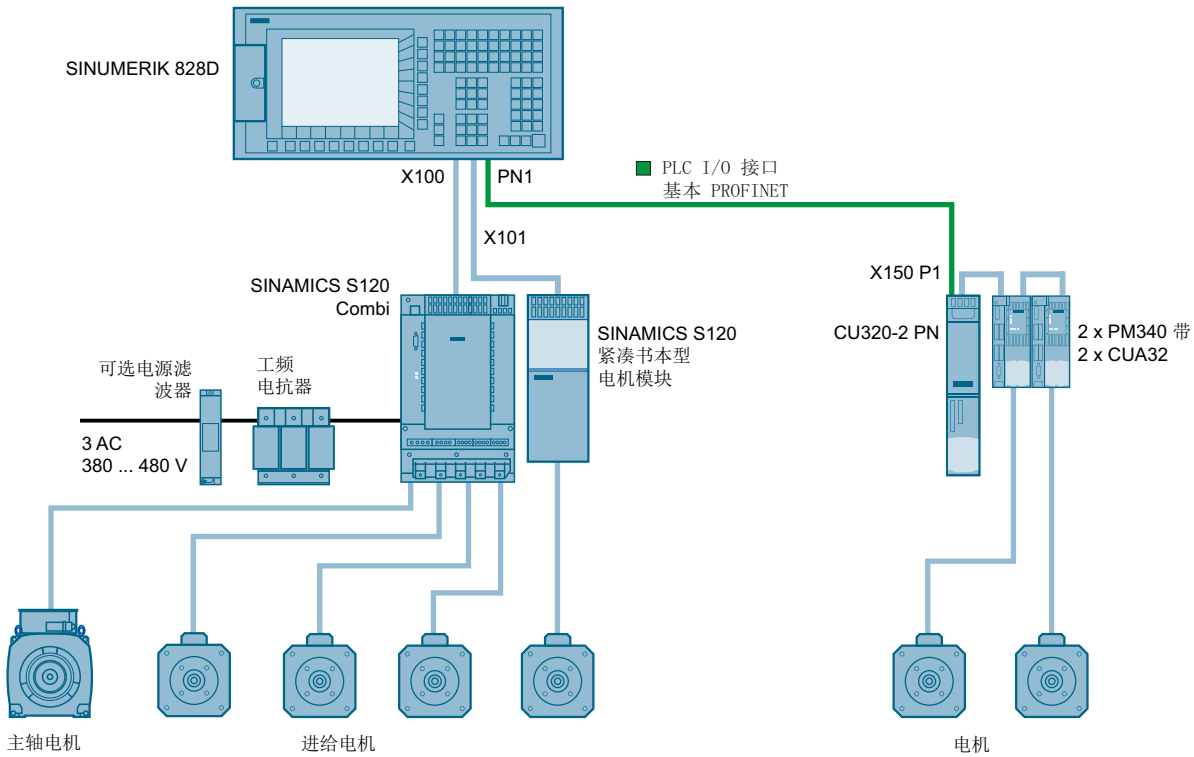 SINUMERIK 828D
X100
PN1
PLC I/O 接口
基本 PROFINET
X101
X150 P1
SINAMICS S120
Combi
SINAMICS S120
紧凑书本型
电机模块
CU320-2 PN
2 x PM340 带
2 x CUA32
可选电源滤
波器
工频
电抗器
3 AC
380 ... 480 V
主轴电机
进给电机
电机